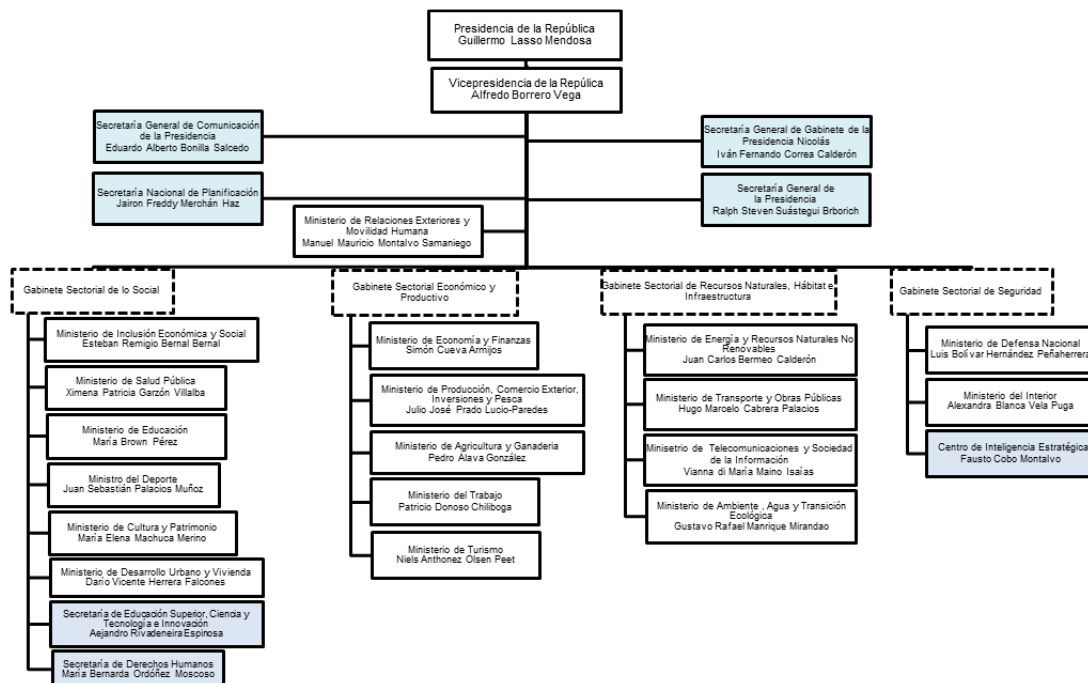 Presidencia de la República
Guillermo Lasso Mendosa
Vicepresidencia de la Repúlica
Alfredo Borrero Vega
Secretaría General de Comunicación
de la Presidencia
Eduardo Alberto Bonilla Salcedo
Secretaría General de Gabinete de la
Presidencia Nicolás
Iván Fernando Correa Calderón
Secretaría Nacional de Planificación
Jairon Freddy Merchán Haz
Secretaría General de
la Presidencia
Ralph Steven Suástegui Brborich
Ministerio de Relaciones Exteriores y
Movilidad Humana
Manuel Mauricio Montalvo Samaniego
Gabinete Sectorial de lo Social
Ministerio de Inclusión Económica y Social
Esteban Remigio Bernal Bernal
Ministerio de Salud Pública
Ximena Patricia Garzón Villalba
Ministerio de Educación
María Brown Pérez
Ministro del Deporte
Juan Sebastián Palacios Muñoz
Ministerio de Cultura y Patrimonio
María Elena Machuca Merino
Ministerio de Desarrollo Urbano y Vivienda
Darío Vicente Herrera Falcones
Secretaría de Educación Superior, Ciencia y
Tecnología e Innovación
Aejandro Rivadeneira Espinosa
Secretaría de Derechos Humanos
María Bernarda Ordóñez Moscoso
Gabinete Sectorial Económico y
Productivo
Ministerio de Economía y Finanzas
Simón Cueva Armijos
Ministerio de Producción, Comercio Exterior,
Inversiones y Pesca
Julio José Prado Lucio-Paredes
Ministerio de Agricultura y Ganaderia
Pedro Álava González
Ministerio del Trabajo
Patricio Donoso Chiliboga
Ministerio de Turismo
Niels Anthonez Olsen Peet
Gabinete Sectorial de Recursos Naturales, Hábitat e
Infraestructura
Ministerio de Energía y Recursos Naturales No
Renovables
Juan Carlos Bermeo Calderón
Ministerio de Transporte y Obras Públicas
Hugo Marcelo Cabrera Palacios
Minisetrio de Telecomunicaciones y Sociedad
de la Información
Vianna di María Maino Isaías
Ministerio de Ambiente , Agua y Transición
Ecológica
Gustavo Rafael Manrique Mirandao
Gabinete Sectorial de Seguridad
Ministerio de Defensa Nacional
Luis Bolívar Hernández Peñaherrera
Ministerio del Interior
Alexandra Blanca Vela Puga
Centro de Inteligencia Estratégica
Fausto Cobo Montalvo